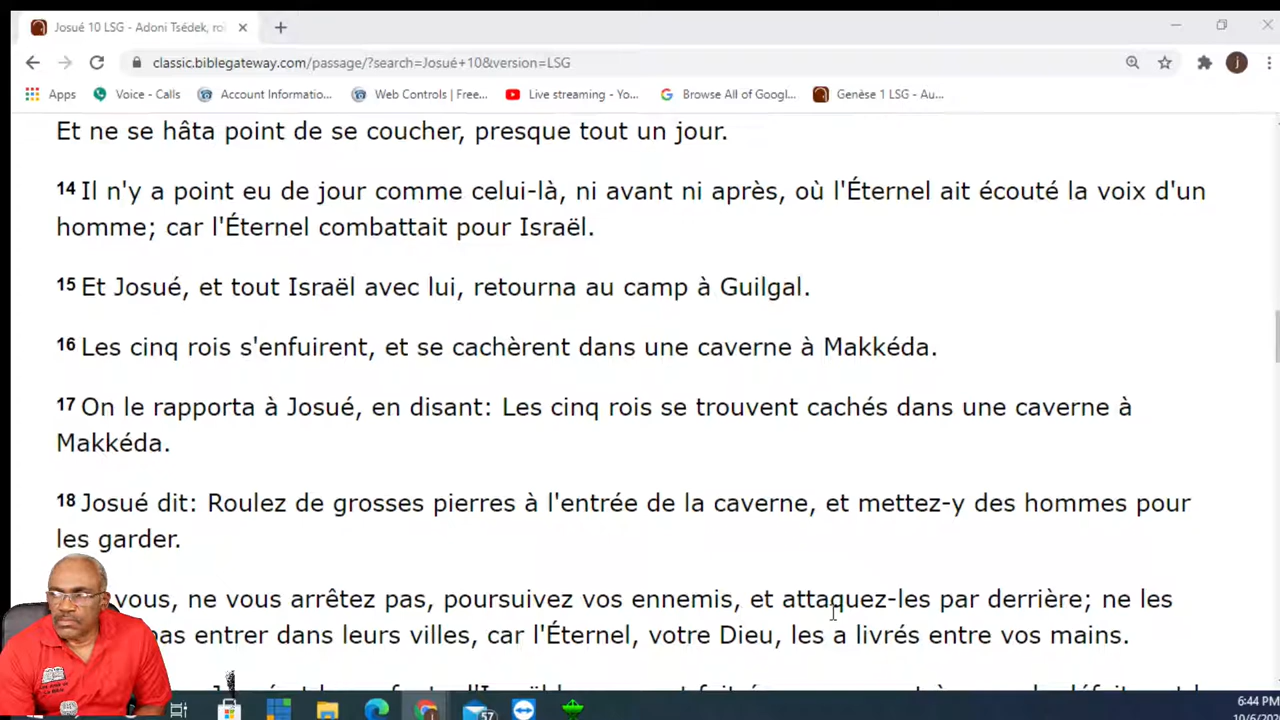 Josué 10 LSG - Adoni Tsédek, roi
classic.biblegateway.com/passage/?search=Josué+10&version=LSG
j
Apps
Voice - Calls
Account Informatio...
Web Controls | Free...
Live streaming - Yo...
Browse All of Googl...
Genèse 1 LSG - Au...
Et ne se hâta point de se coucher, presque tout un jour.
14 Il n'y a point eu de jour comme celui-là, ni avant ni après, où l'Éternel ait écouté la voix d'un
homme; car l'Éternel combattait pour Israël.
15 Et Josué, et tout Israël avec lui, retourna au camp à Guilgal.
16 Les cinq rois s'enfuirent, et se cachèrent dans une caverne à Makkéda.
17 On le rapporta à Josué, en disant: Les cinq rois se trouvent cachés dans une caverne à
Makkéda.
18 Josué dit: Roulez de grosses pierres à l'entrée de la caverne, et mettez-y des hommes pour
les garder.
vous, ne vous arrêtez pas, poursuivez vos ennemis, et attaquez-les par derrière; ne les
pas entrer dans leurs villes, car l'Éternel, votre Dieu, les a livrés entre vos mains.
57
6:44 PM